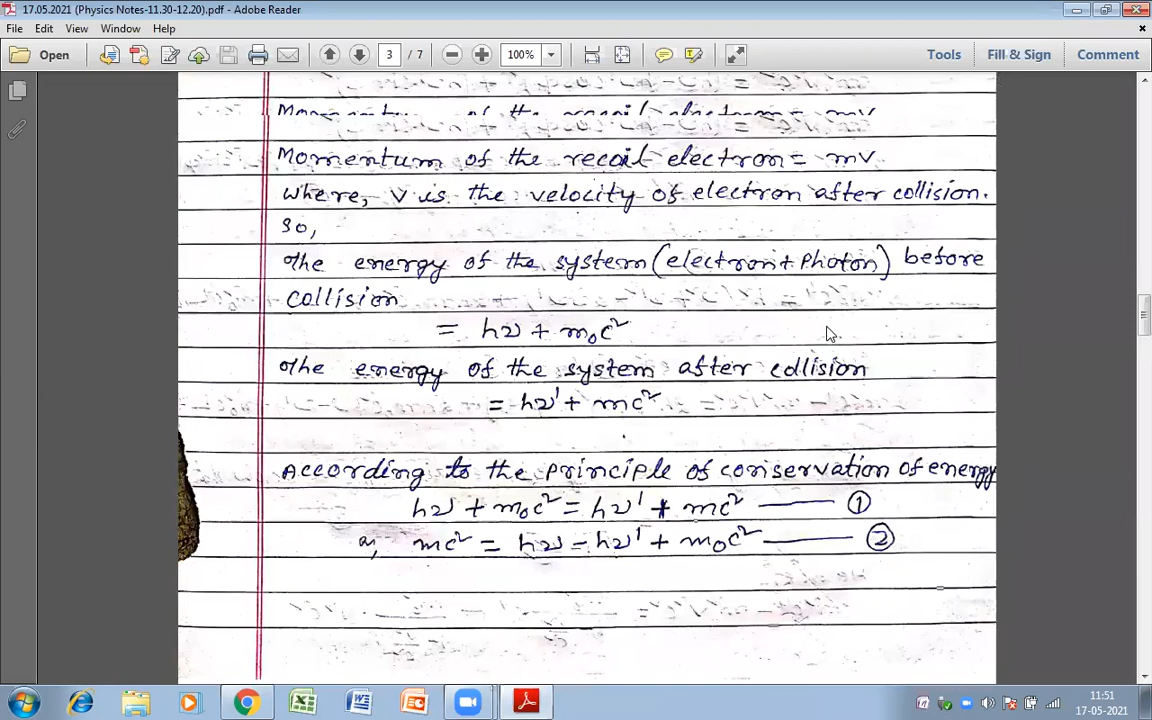 17.05.2021 (Physics Notes-11.30-12.20).pdf - Adobe Reader
File Edit View Window Help
Open 3 / 7 100% Tools Fill & Sign Comment
Momentum of the recoil electron = mv
where, V is the velocity of electron after collision.
so,
The energy of the system (electron + Photon) before
collision
= hν + m₀c²
The energy of the system after collision
= hν' + mc²
According to the principle of conservation of energy
hν + m₀c² = hν' + mc² —— ①
or, mc² = hν - hν' + m₀c² —— ②
11:51
17-05-2021